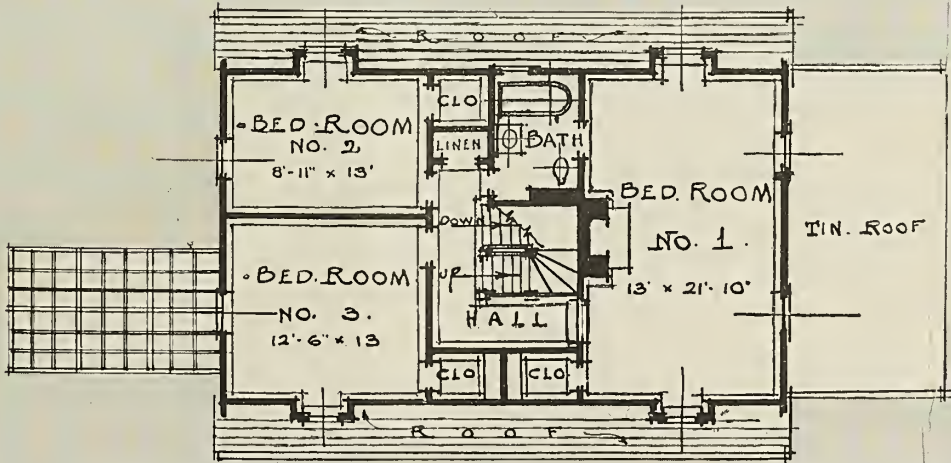 ROOF
BED-ROOM
NO. 2
8'-11" x 13'
CLO
LINEN
BATH
BED. ROOM
NO. 1.
13' x 21'-10"
TIN. ROOF
DOWN
UP
BED. ROOM
NO. 3.
12'-6" x 13
HALL
CLO
CLO
ROOF